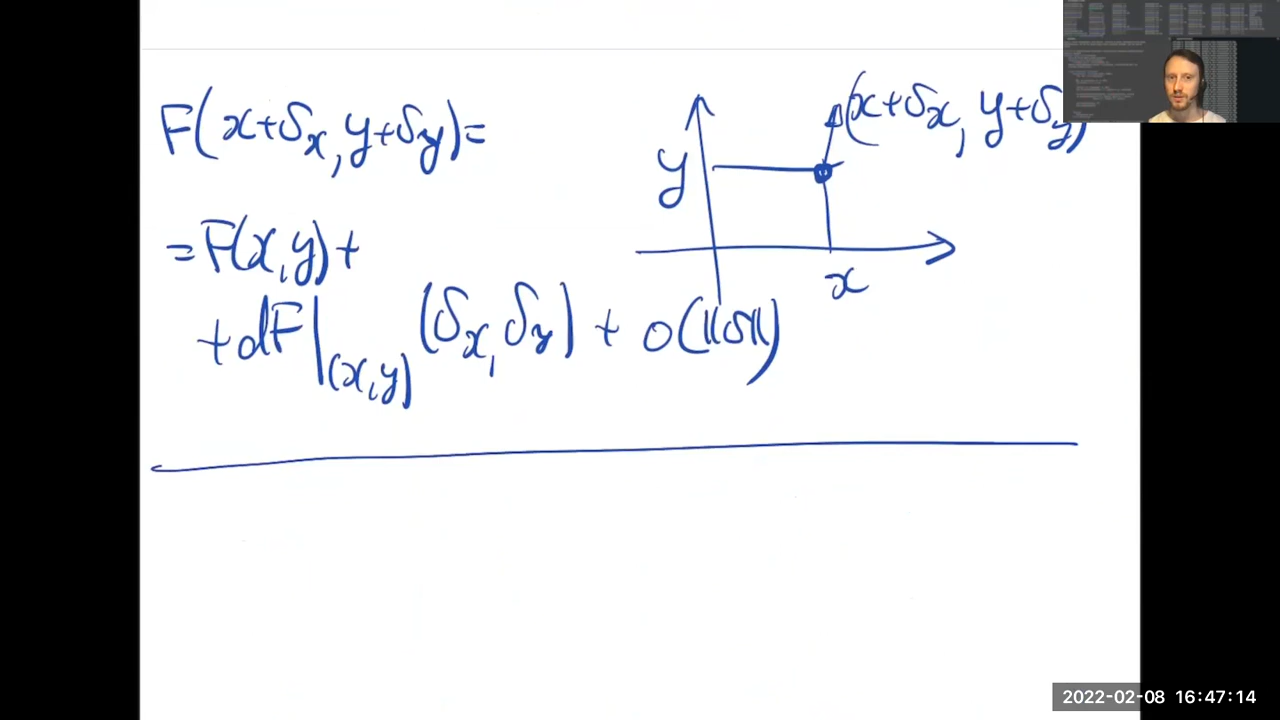 F(x+δx, y+δy)=
(x+δx, y+δy)
y
=F(x,y)+
x
+dF|(x,y) (δx, δy) + o(||δ||)
2022-02-08 16:47:14